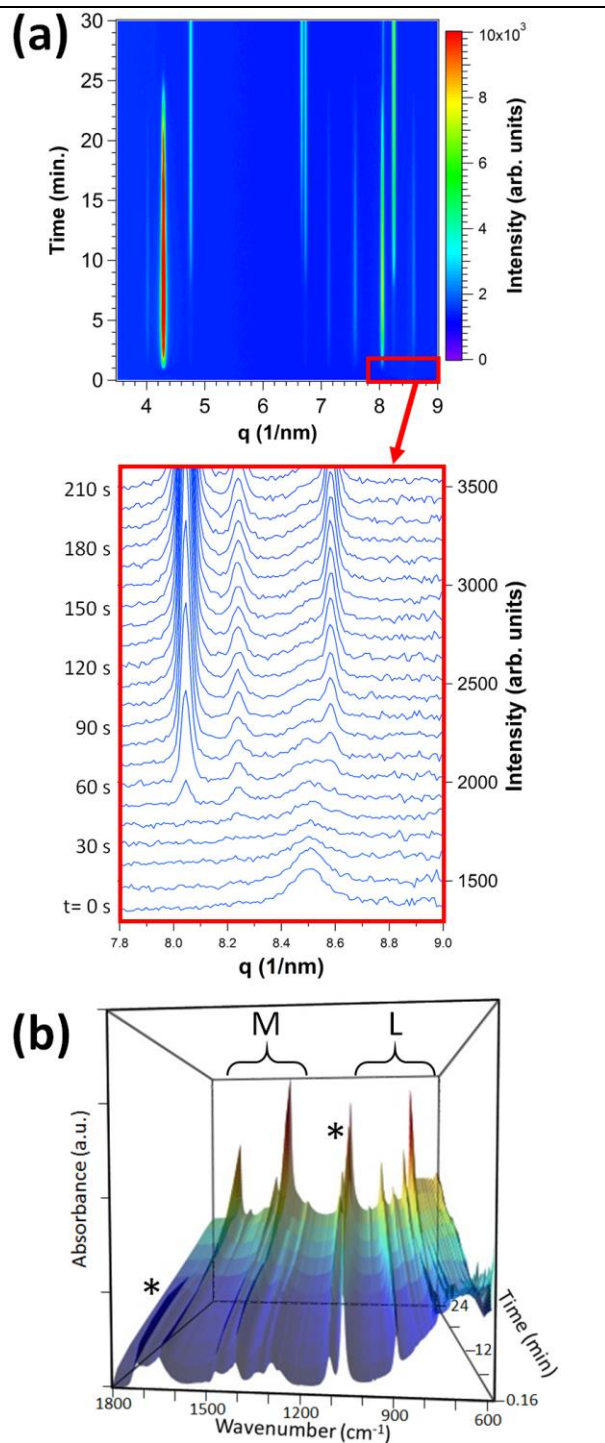 (a)
30
25
20
15
10
5
0
Time (min.)
4 5 6 7 8 9
q (1/nm)
10x10³
8
6
4
2
0
Intensity (arb. units)
210 s
180 s
150 s
120 s
90 s
60 s
30 s
t= 0 s
3500
3000
2500
2000
1500
Intensity (arb. units)
7.8 8.0 8.2 8.4 8.6 8.8 9.0
q (1/nm)
(b)
M L
*
*
Absorbance (a.u.)
24
12
0.16
Time (min)
1800 1500 1200 900 600
Wavenumber (cm⁻¹)